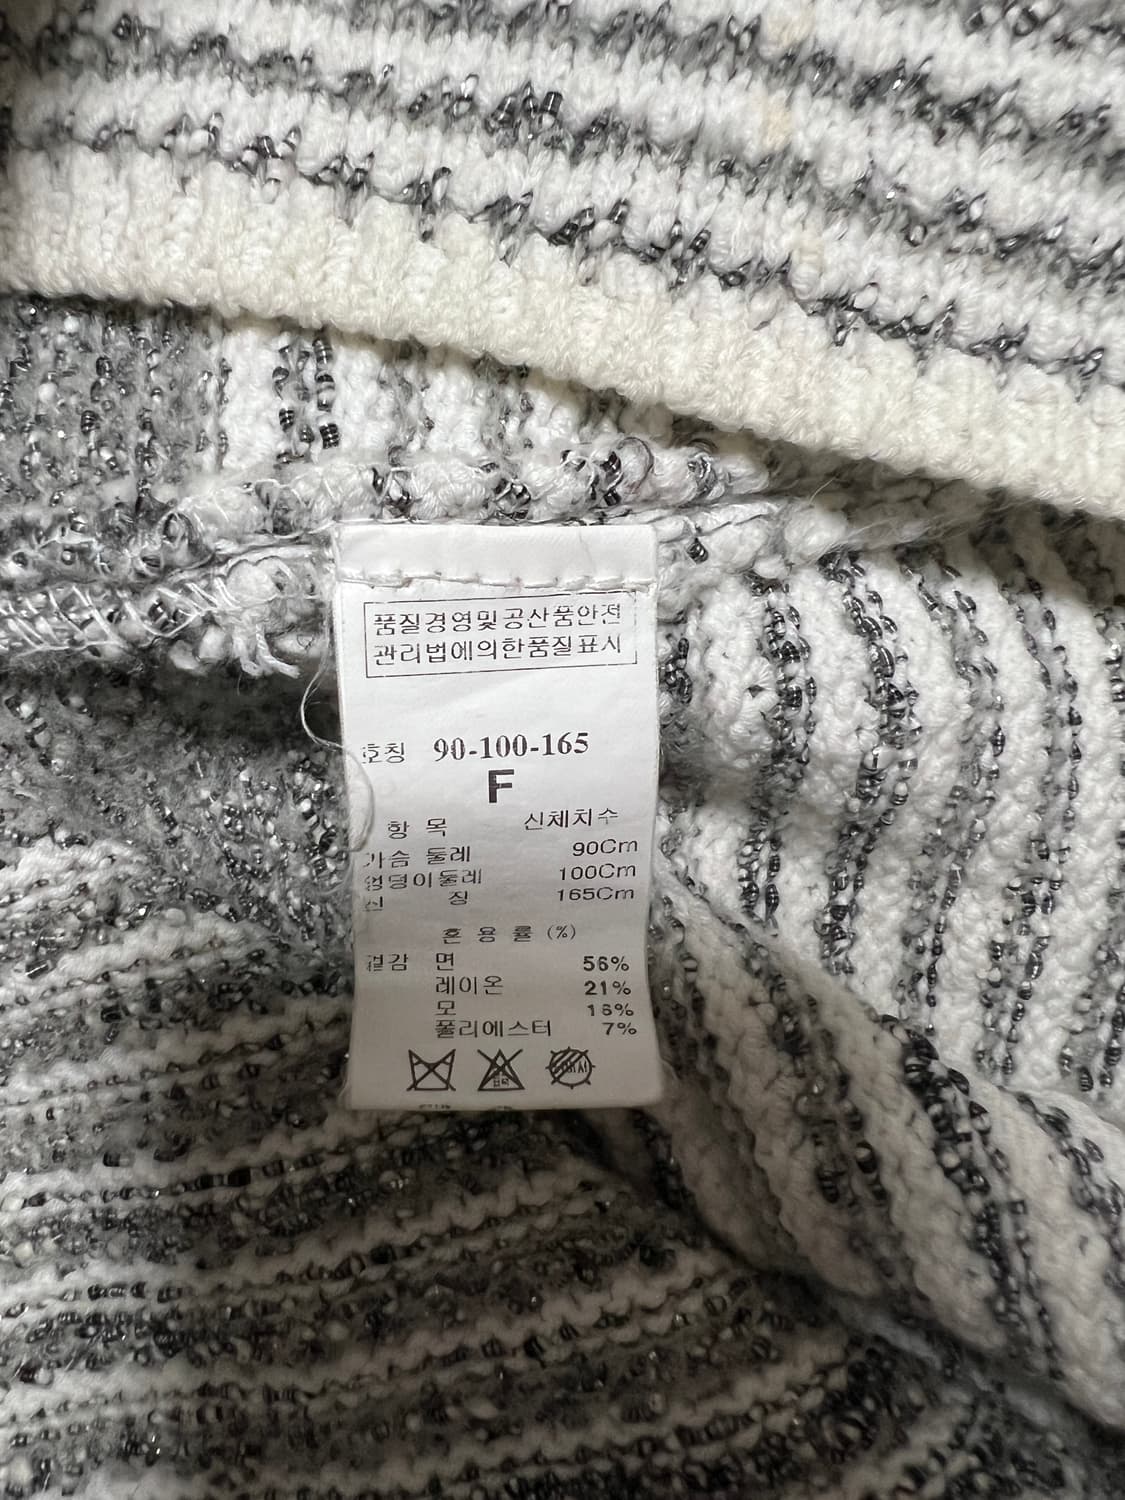 품질경영및공산품안전
관리법에의한품질표시
호칭 90-100-165
F
항 목 신체치수
가슴 둘레 90Cm
엉덩이둘레 100Cm
신 장 165Cm
혼 용 률 (%)
겉감 면 56%
레이온 21%
모 16%
폴리에스터 7%